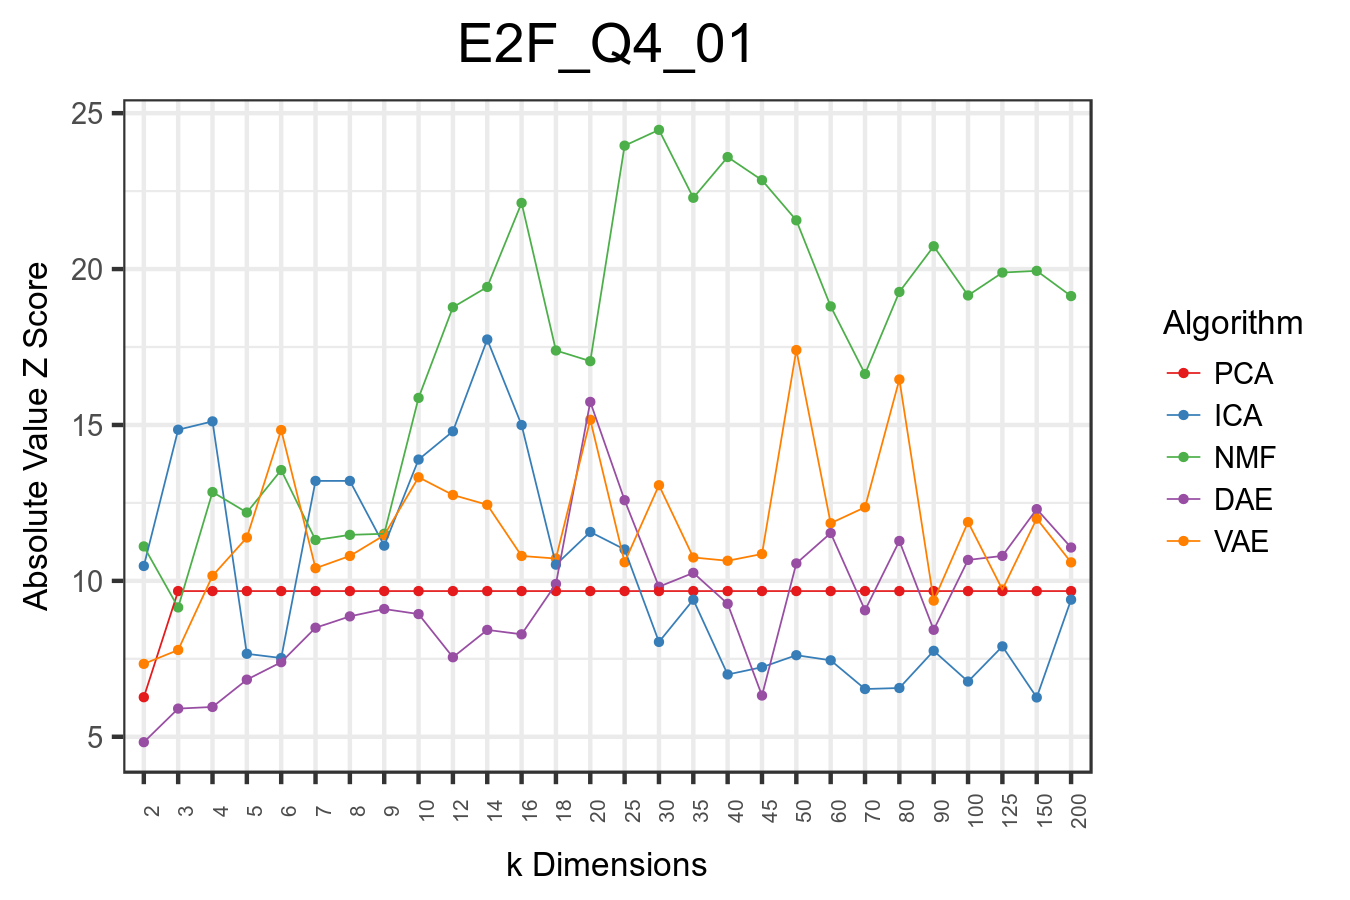 E2F_Q4_01
Absolute Value Z Score
25
20
15
10
5
2 3 4 5 6 7 8 9 10 12 14 16 18 20 25 30 35 40 45 50 60 70 80 90 100 125 150 200
k Dimensions
Algorithm
PCA
ICA
NMF
DAE
VAE